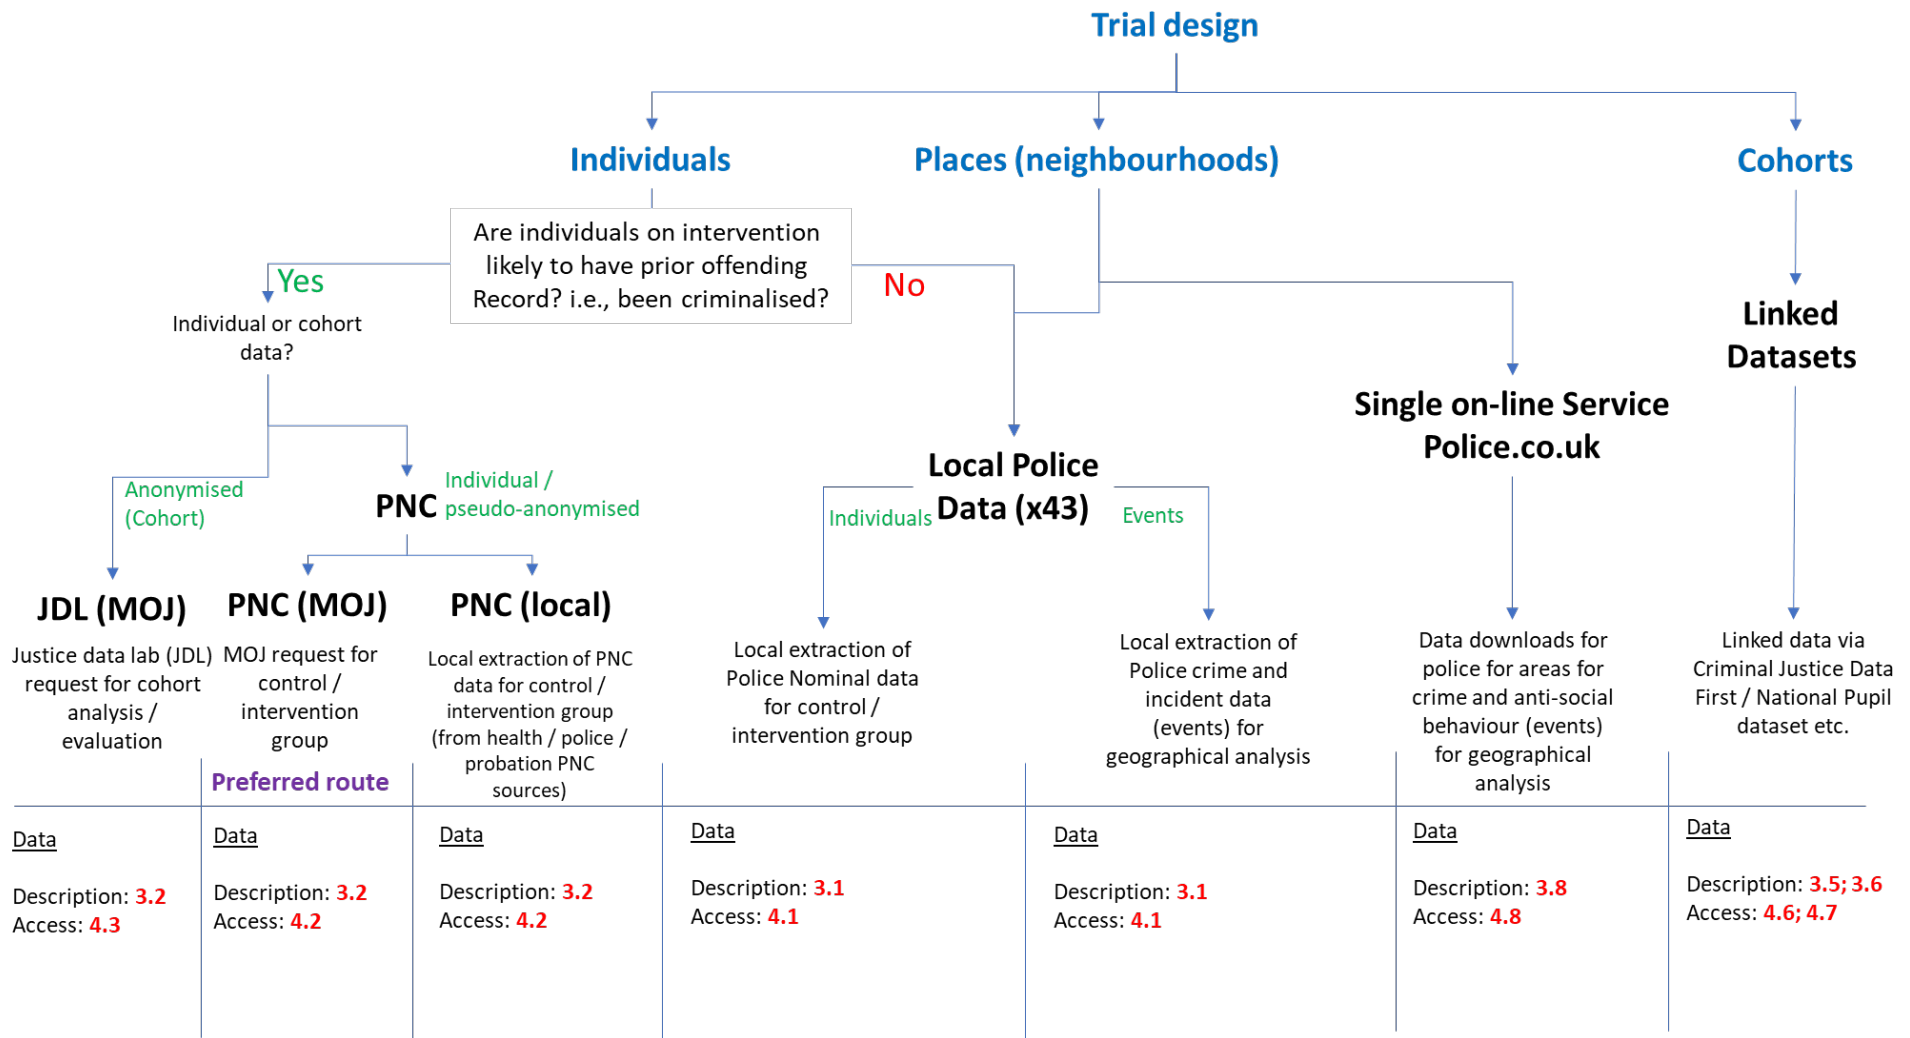 Trial design
Individuals
Places (neighbourhoods)
Cohorts
Are individuals on intervention
likely to have prior offending
Record? i.e., been criminalised?
Yes
No
Individual or cohort
data?
Linked
Datasets
Single on-line Service
Police.co.uk
Local Police
Data (x43)
Anonymised
(Cohort)
PNC
Individual /
pseudo-anonymised
Individuals
Events
JDL (MOJ)
Justice data lab (JDL)
request for cohort
analysis /
evaluation
PNC (MOJ)
MOJ request for
control /
intervention
group
Preferred route
PNC (local)
Local extraction of PNC
data for control /
intervention group
(from health / police /
probation PNC
sources)
Local extraction of
Police Nominal data
for control /
intervention group
Local extraction of
Police crime and
incident data
(events) for
geographical analysis
Data downloads for
police for areas for
crime and anti-social
behaviour (events)
for geographical
analysis
Linked data via
Criminal Justice Data
First / National Pupil
dataset etc.
Data
Description: 3.2
Access: 4.3
Data
Description: 3.2
Access: 4.2
Data
Description: 3.2
Access: 4.2
Data
Description: 3.1
Access: 4.1
Data
Description: 3.1
Access: 4.1
Data
Description: 3.8
Access: 4.8
Data
Description: 3.5; 3.6
Access: 4.6; 4.7